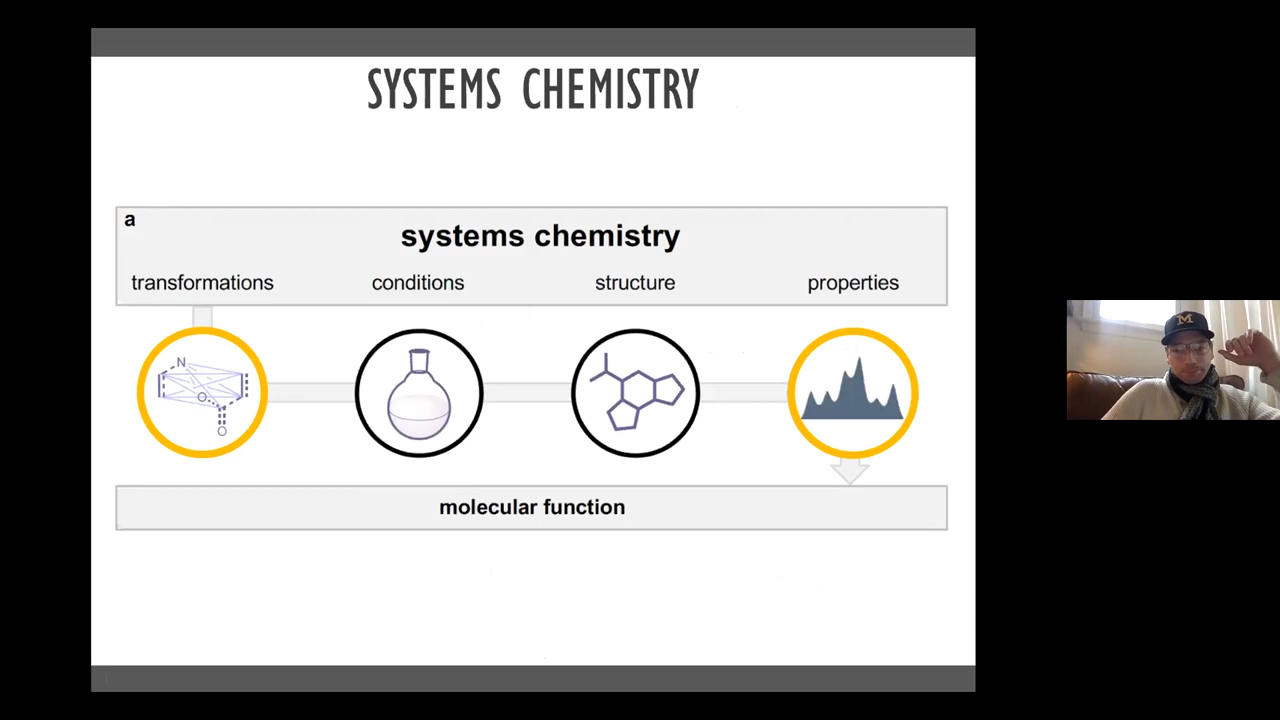 SYSTEMS CHEMISTRY
a
systems chemistry
transformations conditions structure properties
N
O
O
molecular function
M